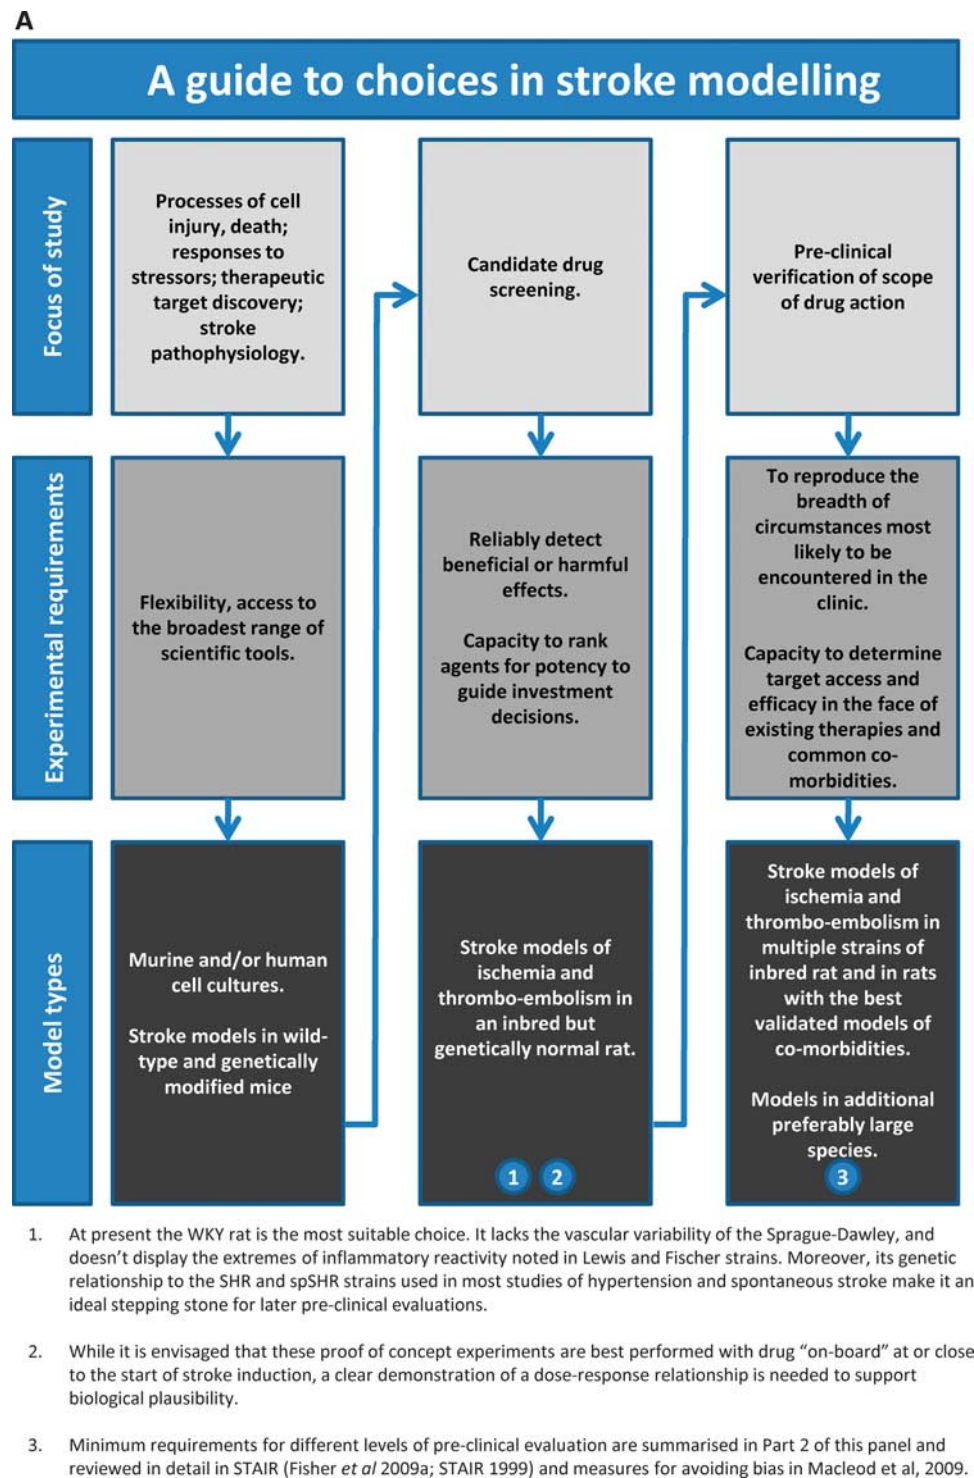 A
A guide to choices in stroke modelling
Focus of study
Processes of cell
injury, death;
responses to
stressors; therapeutic
target discovery;
stroke
pathophysiology.
Candidate drug
screening.
Pre-clinical
verification of scope
of drug action
Experimental requirements
Flexibility, access to
the broadest range of
scientific tools.
Reliably detect
beneficial or harmful
effects.
Capacity to rank
agents for potency to
guide investment
decisions.
To reproduce the
breadth of
circumstances most
likely to be
encountered in the
clinic.
Capacity to determine
target access and
efficacy in the face of
existing therapies and
common co-
morbidities.
Model types
Murine and/or human
cell cultures.
Stroke models in wild-
type and genetically
modified mice
Stroke models of
ischemia and
thrombo-embolism in
an inbred but
genetically normal rat.
1 2
Stroke models of
ischemia and
thrombo-embolism in
multiple strains of
inbred rat and in rats
with the best
validated models of
co-morbidities.
Models in additional
preferably large
species.
3
1. At present the WKY rat is the most suitable choice. It lacks the vascular variability of the Sprague-Dawley, and
doesn't display the extremes of inflammatory reactivity noted in Lewis and Fischer strains. Moreover, its genetic
relationship to the SHR and spSHR strains used in most studies of hypertension and spontaneous stroke make it an
ideal stepping stone for later pre-clinical evaluations.
2. While it is envisaged that these proof of concept experiments are best performed with drug "on-board" at or close
to the start of stroke induction, a clear demonstration of a dose-response relationship is needed to support
biological plausibility.
3. Minimum requirements for different levels of pre-clinical evaluation are summarised in Part 2 of this panel and
reviewed in detail in STAIR (Fisher et al 2009a; STAIR 1999) and measures for avoiding bias in Macleod et al, 2009.